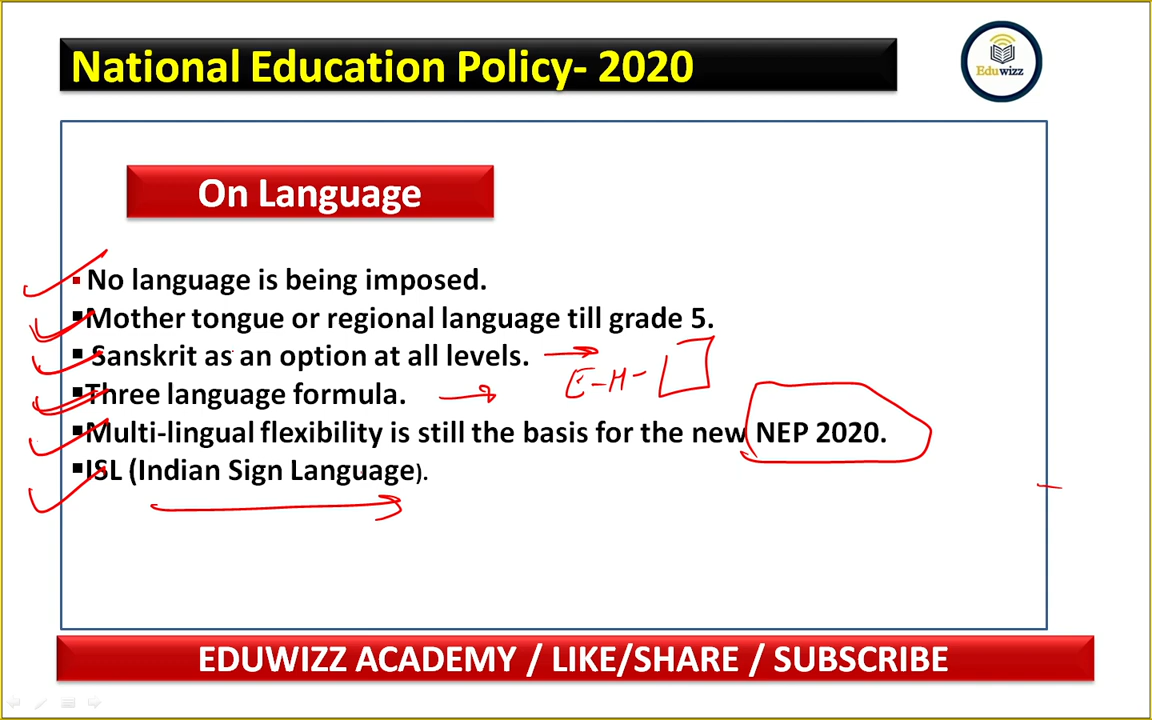 National Education Policy- 2020
Eduwizz
On Language
▪No language is being imposed.
▪Mother tongue or regional language till grade 5.
▪ Sanskrit as an option at all levels.
E-H-
▪Three language formula.
▪Multi-lingual flexibility is still the basis for the new NEP 2020.
▪ISL (Indian Sign Language).
EDUWIZZ ACADEMY / LIKE/SHARE / SUBSCRIBE